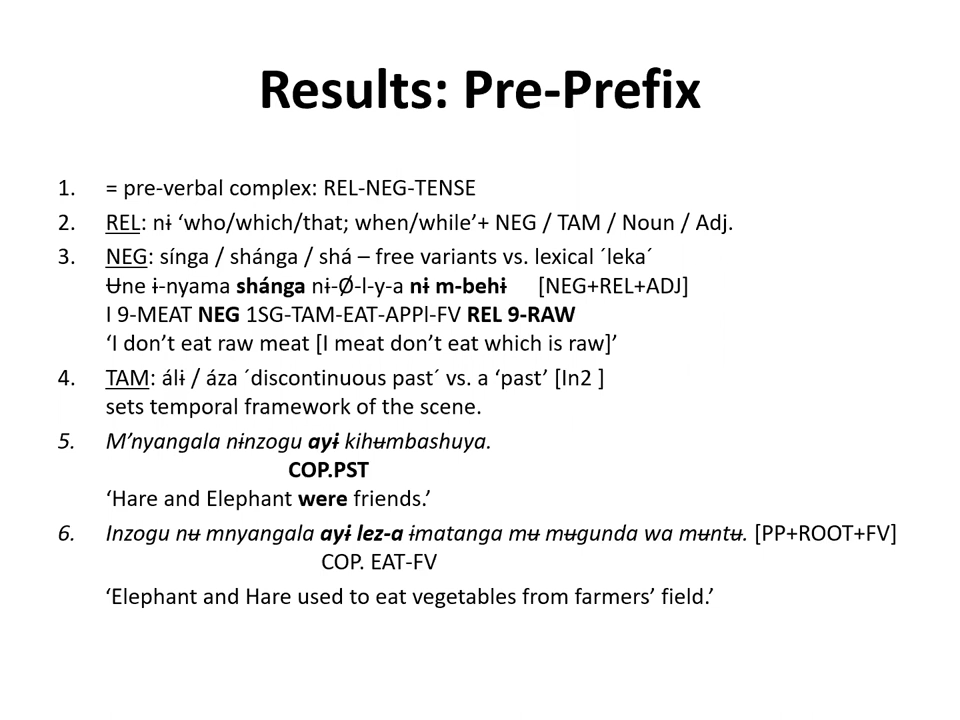 Results: Pre-Prefix
1. = pre-verbal complex: REL-NEG-TENSE
2. REL: nɨ ‘who/which/that; when/while’+ NEG / TAM / Noun / Adj.
3. NEG: sínga / shánga / shá – free variants vs. lexical ´leka´
Ʉne ɨ-nyama shánga nɨ-Ø-l-y-a nɨ m-behɨ [NEG+REL+ADJ]
I 9-MEAT NEG 1SG-TAM-EAT-APPl-FV REL 9-RAW
‘I don’t eat raw meat [I meat don’t eat which is raw]’
4. TAM: álɨ / áza ´discontinuous past´ vs. a ‘past’ [In2 ]
sets temporal framework of the scene.
5. M’nyangala nɨnzogu ayɨ kihʉmbashuya.
COP.PST
‘Hare and Elephant were friends.’
6. Inzogu nʉ mnyangala ayɨ lez-a ɨmatanga mʉ mʉgunda wa mʉntʉ. [PP+ROOT+FV]
COP. EAT-FV
‘Elephant and Hare used to eat vegetables from farmers’ field.’